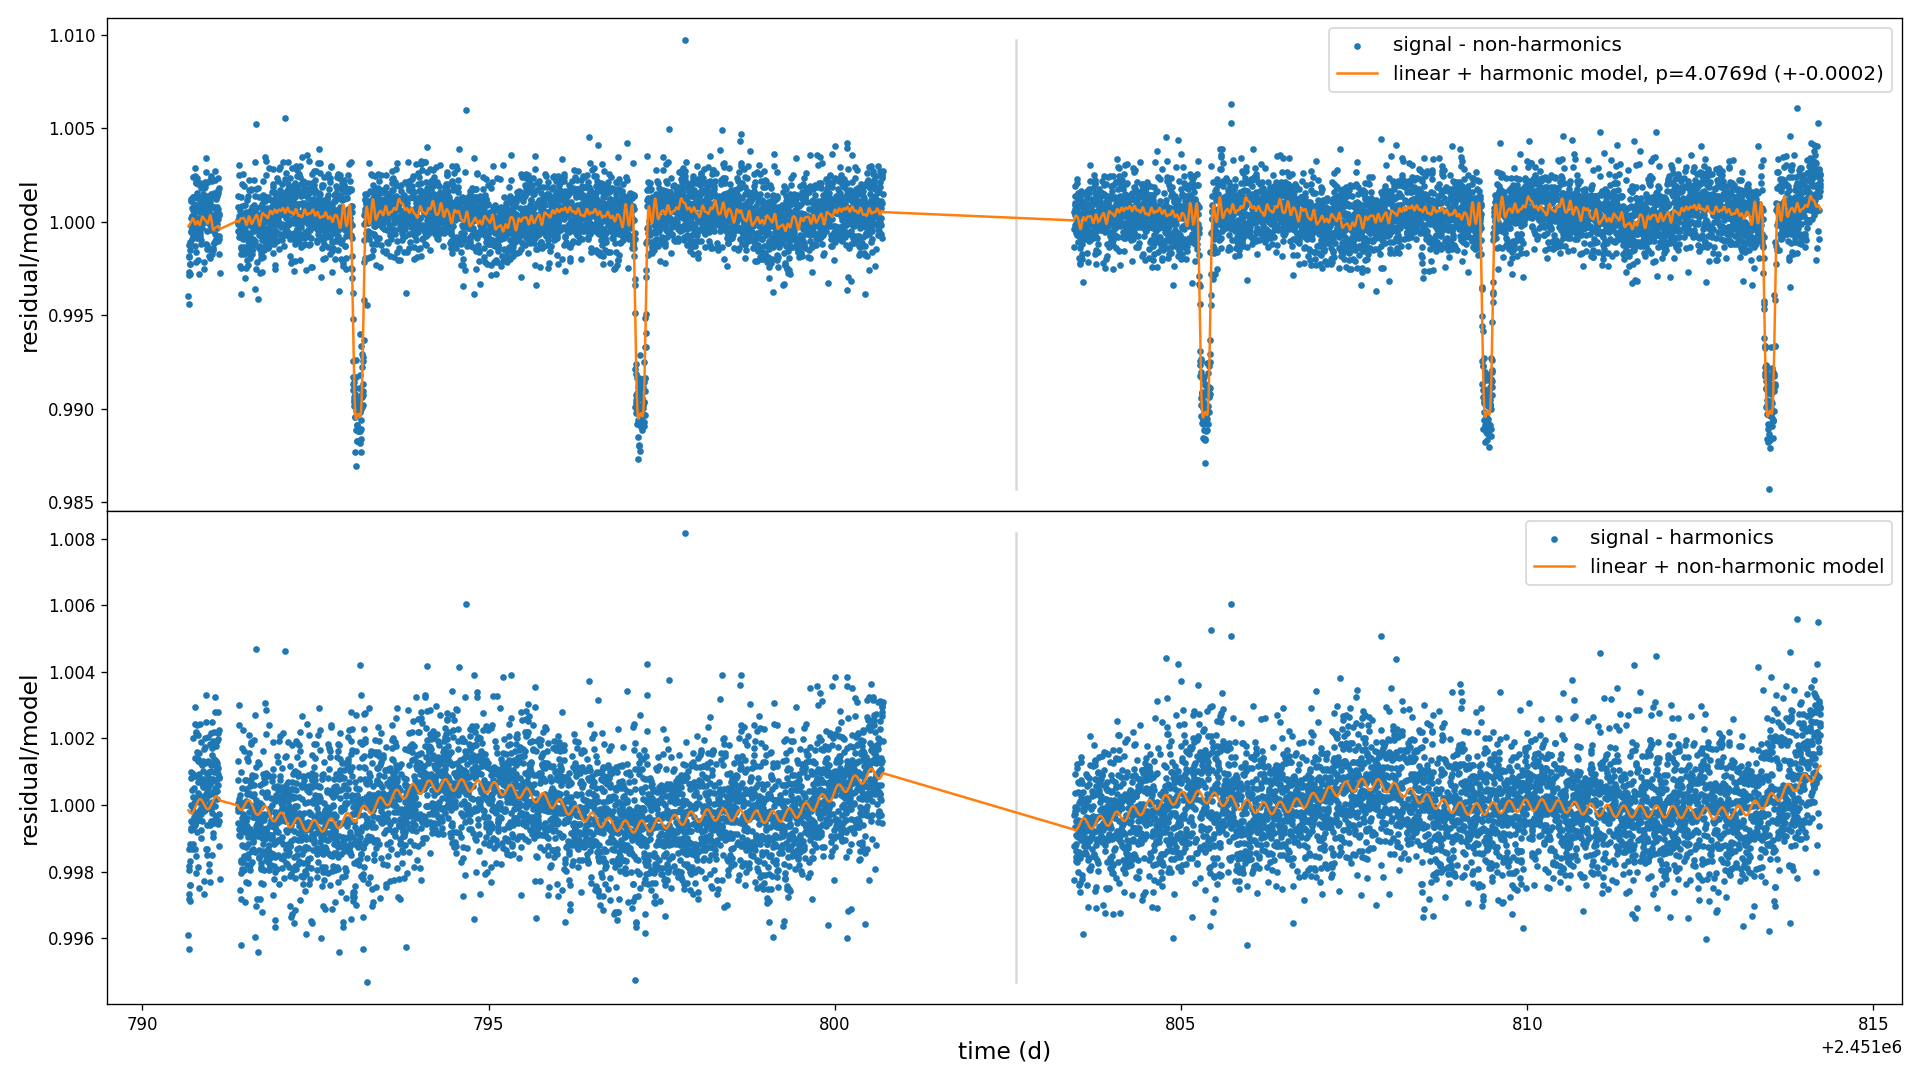 1.010
1.005
1.000
0.995
0.990
0.985
residual/model
signal - non-harmonics
linear + harmonic model, p=4.0769d (+-0.0002)
1.008
1.006
1.004
1.002
1.000
0.998
0.996
residual/model
signal - harmonics
linear + non-harmonic model
790 795 800 805 810 815
time (d)
+2.451e6